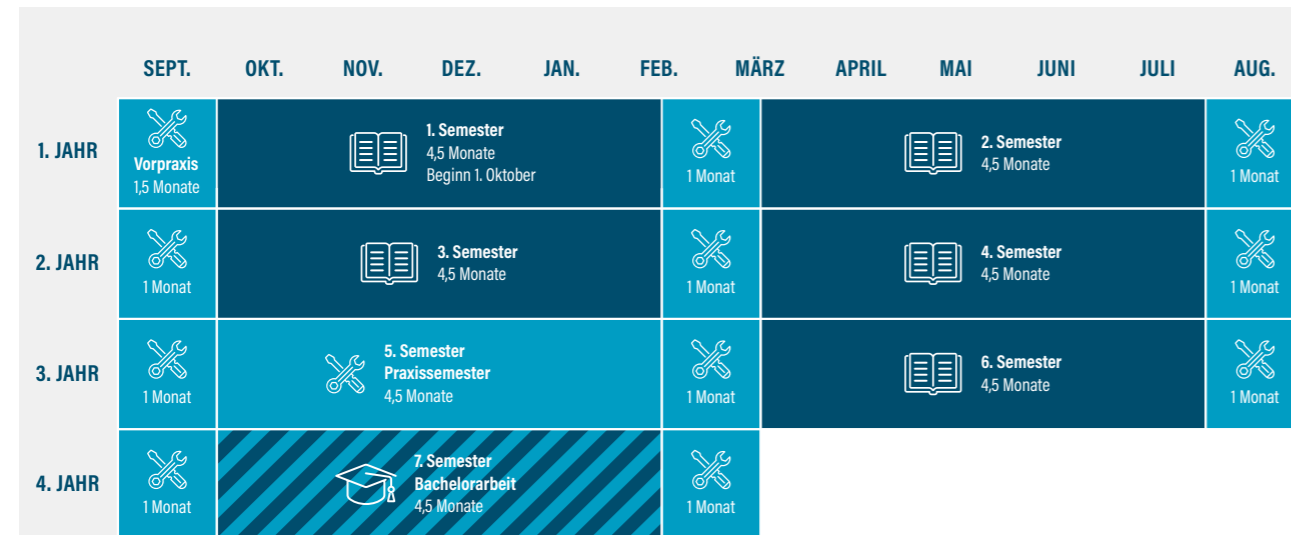 SEPT. OKT. NOV. DEZ. JAN. FEB. MÄRZ APRIL MAI JUNI JULI AUG.
1. JAHR
Vorpraxis
1,5 Monate
1. Semester
4,5 Monate
Beginn 1. Oktober
1 Monat
2. Semester
4,5 Monate
1 Monat
2. JAHR
1 Monat
3. Semester
4,5 Monate
1 Monat
4. Semester
4,5 Monate
1 Monat
3. JAHR
1 Monat
5. Semester
Praxissemester
4,5 Monate
1 Monat
6. Semester
4,5 Monate
1 Monat
4. JAHR
1 Monat
7. Semester
Bachelorarbeit
4,5 Monate
1 Monat